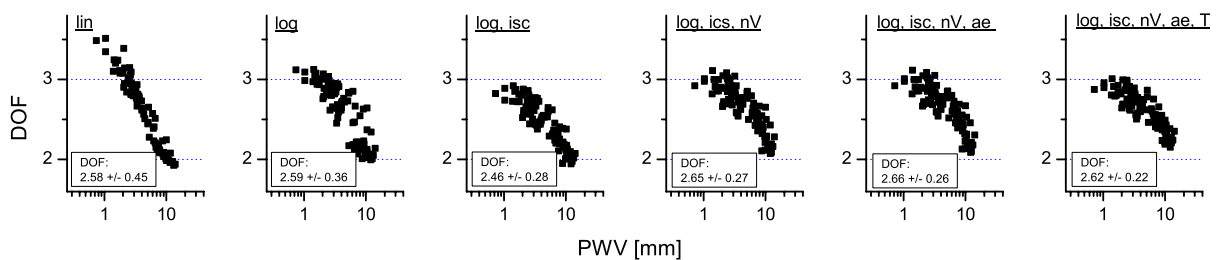 lin
log
log, isc
log, ics, nV
log, isc, nV, ae
log, isc, nV, ae, T
DOF
3
2
DOF:
2.58 +/- 0.45
1
10
3
2
DOF:
2.59 +/- 0.36
1
10
3
2
DOF:
2.46 +/- 0.28
1
10
3
2
DOF:
2.65 +/- 0.27
1
10
3
2
DOF:
2.66 +/- 0.26
1
10
3
2
DOF:
2.62 +/- 0.22
1
10
PWV [mm]